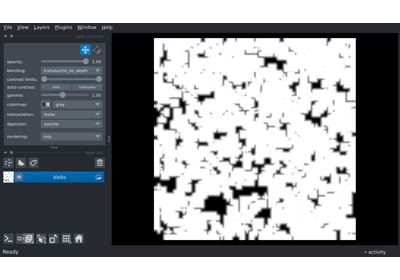 File View Layers Plugins Window Help
opacity: 1.00
blending: translucent_no_depth
contrast limits:
auto-contrast: once continuous
gamma: 1.00
colormap: gray
interpolation: linear
depiction: volume
rendering: mip
blobs
Ready activity